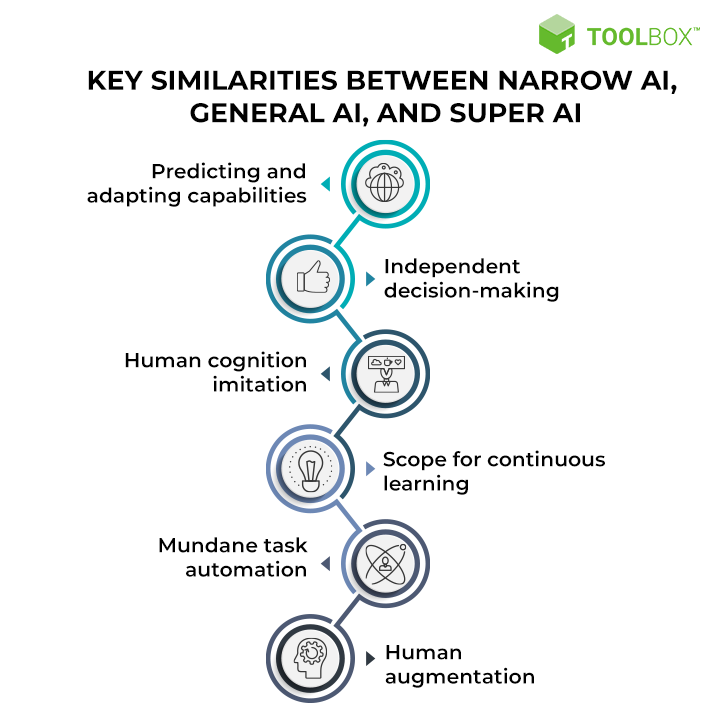 TOOLBOX™
KEY SIMILARITIES BETWEEN NARROW AI,
GENERAL AI, AND SUPER AI
Predicting and
adapting capabilities
Independent
decision-making
Human cognition
imitation
Scope for continuous
learning
Mundane task
automation
Human
augmentation